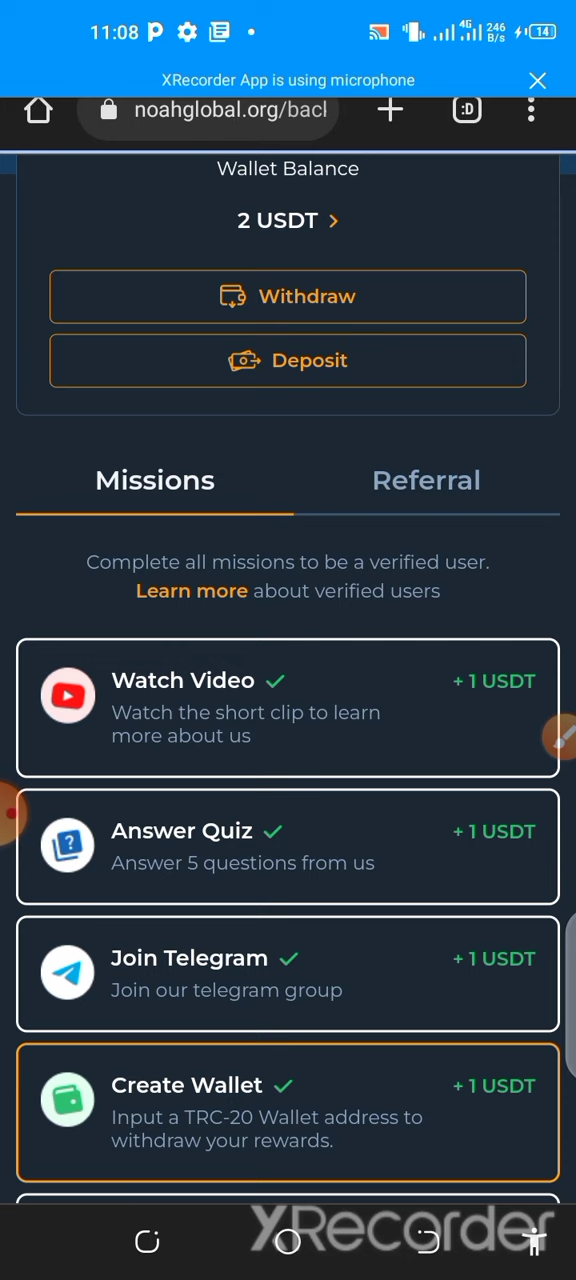 11:08
4G
246
B/s
14
XRecorder App is using microphone
noahglobal.org/bacl
:D
Wallet Balance
2 USDT
Withdraw
Deposit
Missions
Referral
Complete all missions to be a verified user.
Learn more about verified users
Watch Video
+ 1 USDT
Watch the short clip to learn
more about us
Answer Quiz
+ 1 USDT
Answer 5 questions from us
Join Telegram
+ 1 USDT
Join our telegram group
Create Wallet
+ 1 USDT
Input a TRC-20 Wallet address to
withdraw your rewards.
XRecorder